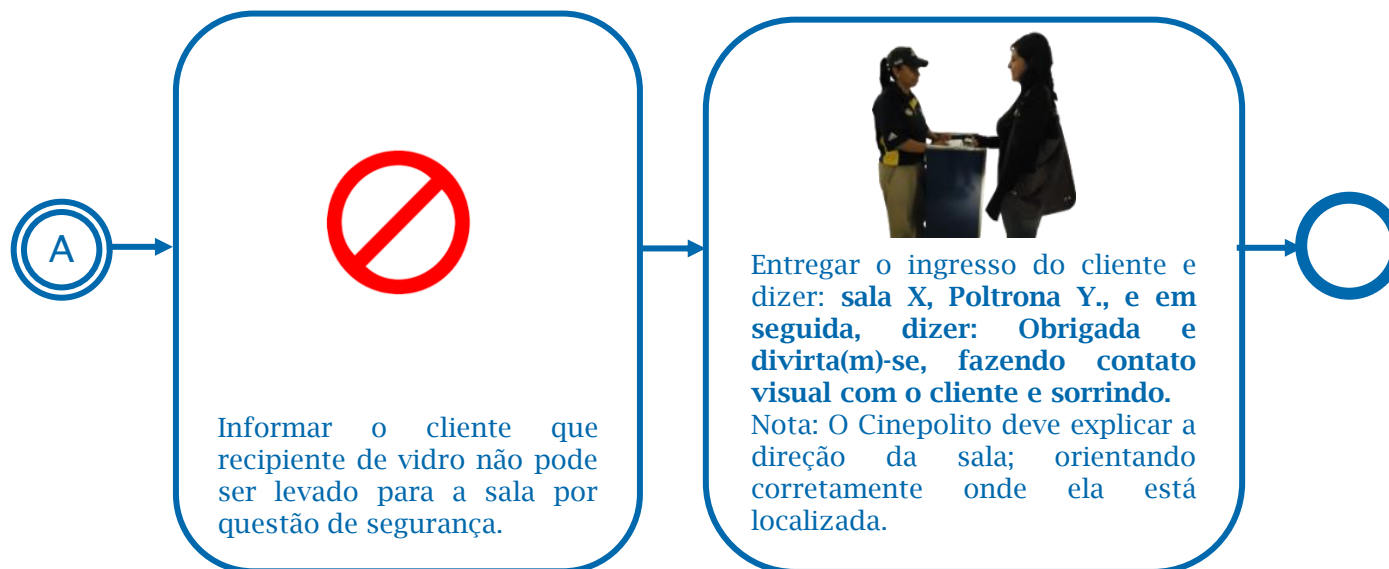 A
Informar o cliente que
recipiente de vidro não pode
ser levado para a sala por
questão de segurança.
Entregar o ingresso do cliente e
dizer: sala X, Poltrona Y., e em
seguida, dizer: Obrigada e
divirta(m)-se, fazendo contato
visual com o cliente e sorrindo.
Nota: O Cinepolito deve explicar a
direção da sala; orientando
corretamente onde ela está
localizada.